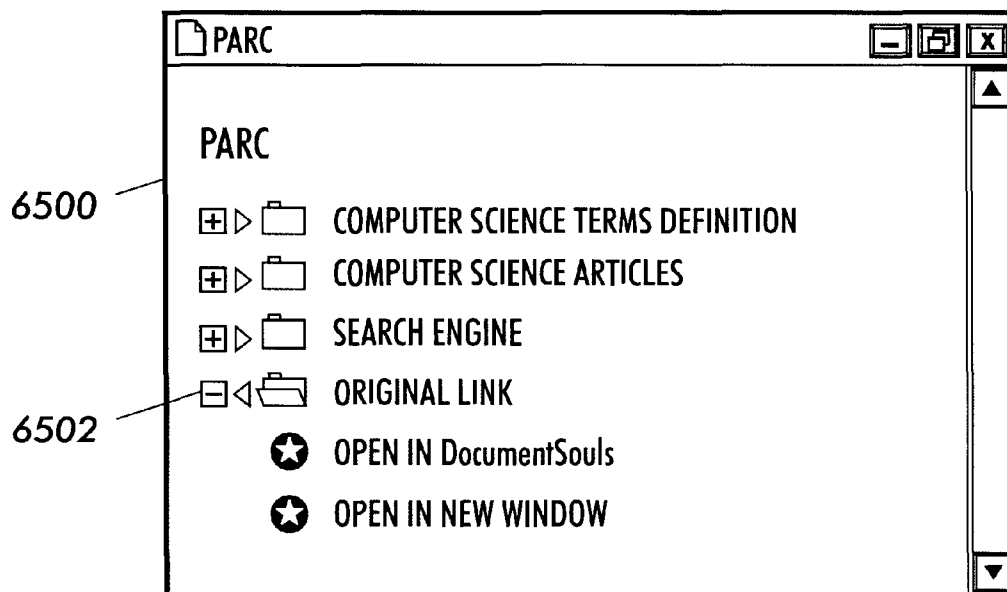 PARC
PARC
6500
COMPUTER SCIENCE TERMS DEFINITION
COMPUTER SCIENCE ARTICLES
SEARCH ENGINE
ORIGINAL LINK
6502
OPEN IN DocumentSouls
OPEN IN NEW WINDOW